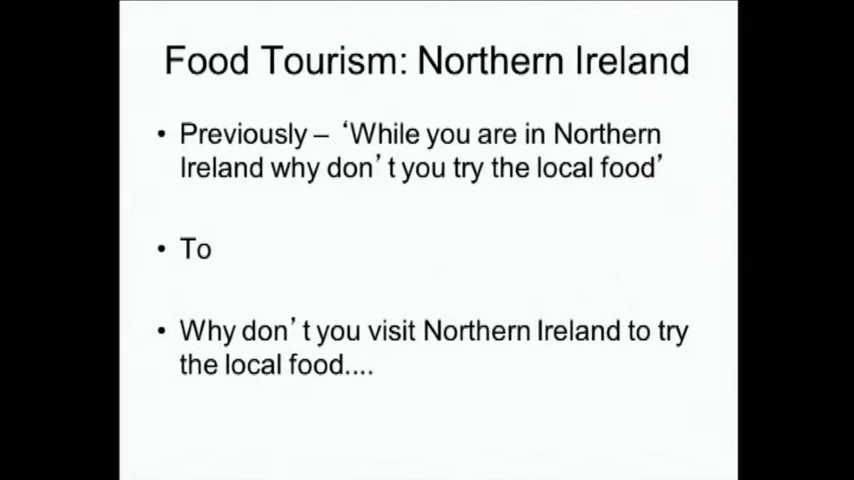 Food Tourism: Northern Ireland
• Previously – ‘While you are in Northern
Ireland why don’t you try the local food’
• To
• Why don’t you visit Northern Ireland to try
the local food....